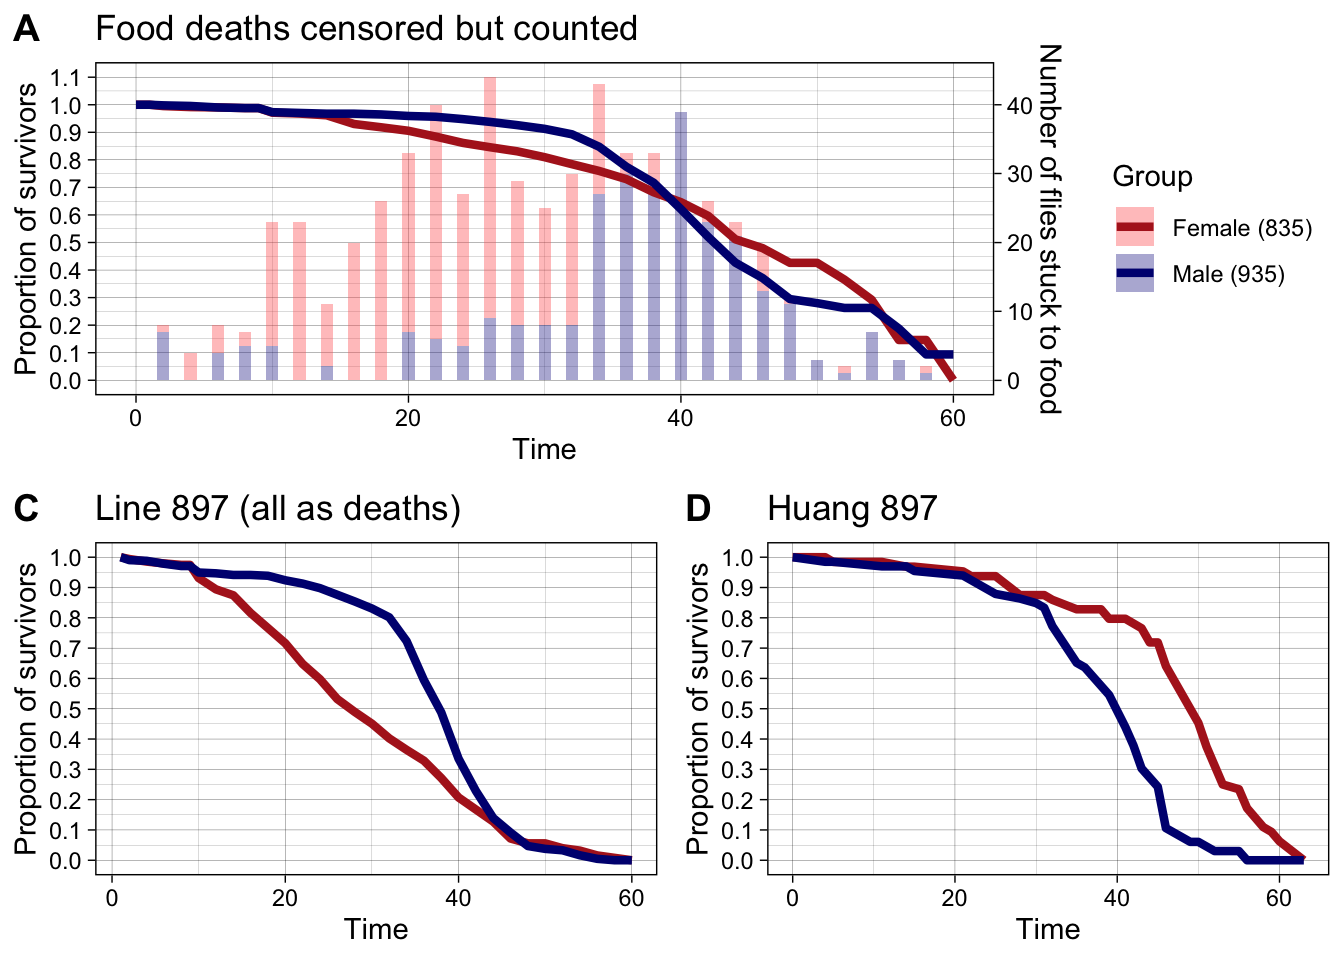 A
Food deaths censored but counted
Proportion of survivors
1.1
1.0
0.9
0.8
0.7
0.6
0.5
0.4
0.3
0.2
0.1
0.0
0 20 40 60
Time
40
30
20
10
0
Number of flies stuck to food
Group
Female (835)
Male (935)
C
Line 897 (all as deaths)
Proportion of survivors
1.0
0.9
0.8
0.7
0.6
0.5
0.4
0.3
0.2
0.1
0.0
0 20 40 60
Time
D
Huang 897
Proportion of survivors
1.0
0.9
0.8
0.7
0.6
0.5
0.4
0.3
0.2
0.1
0.0
0 20 40 60
Time